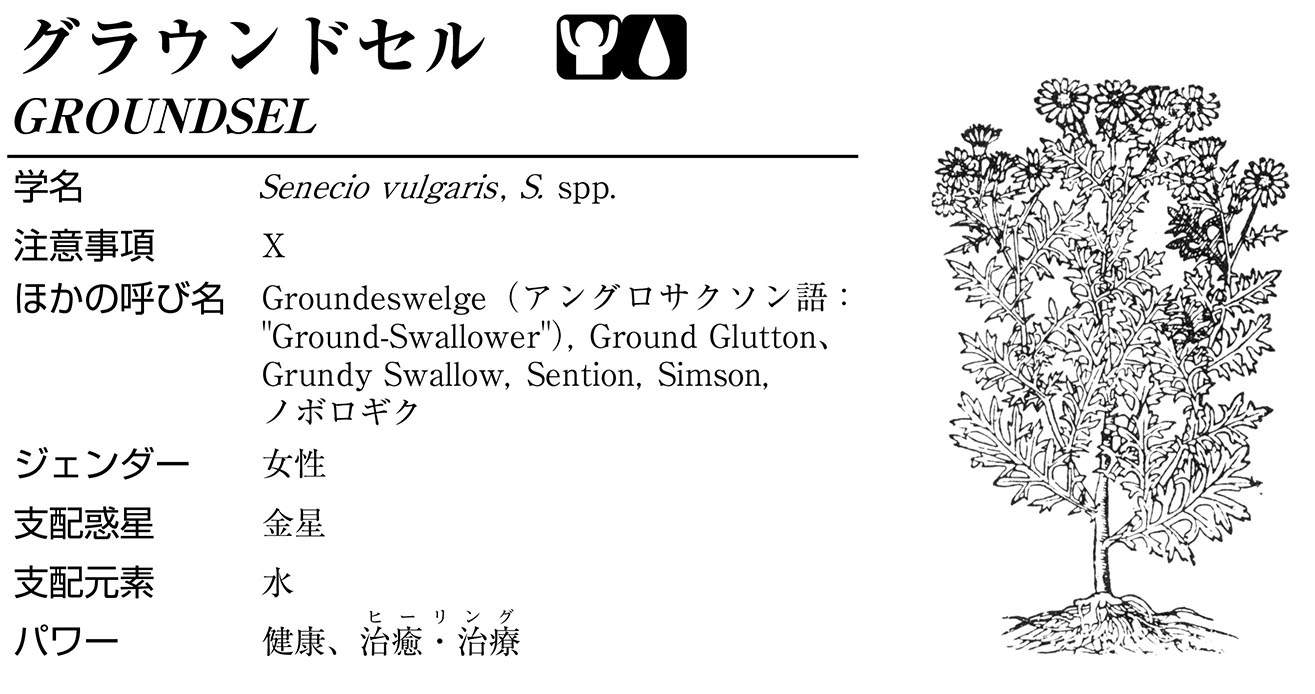 グラウンドセル
GROUNDSEL
学名 Senecio vulgaris, S. spp.
注意事項 X
ほかの呼び名 Groundeswelge（アングロサクソン語：
"Ground-Swallower"）, Ground Glutton、
Grundy Swallow, Sention, Simson,
ノボロギク
ジェンダー 女性
支配惑星 金星
支配元素 水
ヒーリング
パワー 健康、治癒・治療